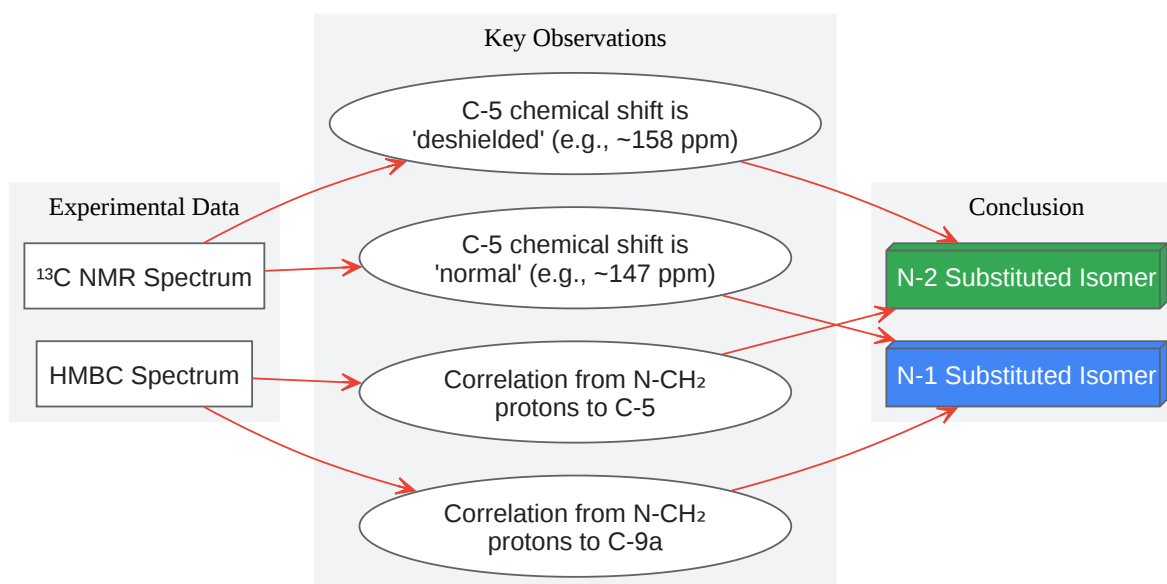 Key Observations
C-5 chemical shift is
'deshielded' (e.g., ~158 ppm)
Experimental Data
Conclusion
¹³C NMR Spectrum
C-5 chemical shift is
'normal' (e.g., ~147 ppm)
N-2 Substituted Isomer
HMBC Spectrum
Correlation from N-CH₂
protons to C-5
N-1 Substituted Isomer
Correlation from N-CH₂
protons to C-9a